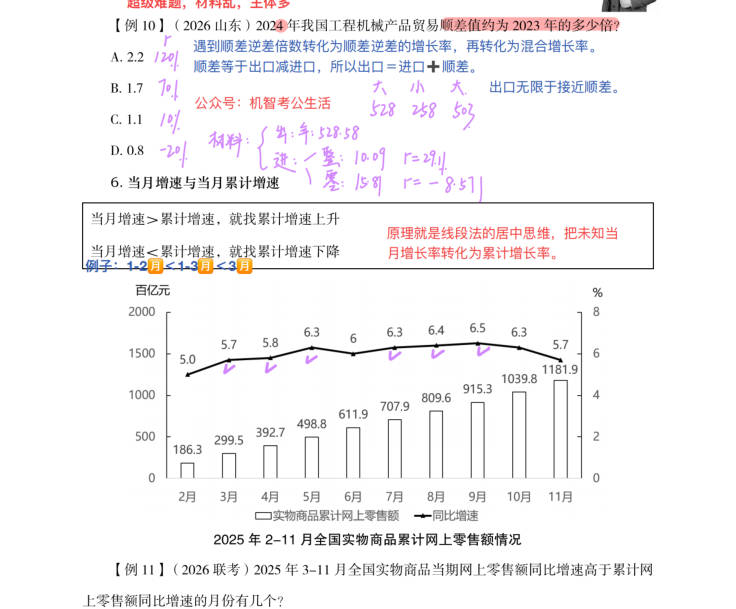 超级难题，材料乱，主体多
【例 10】（2026 山东）2024 年我国工程机械产品贸易顺差值约为 2023 年的多少倍？
r
A. 2.2 120%
遇到顺差逆差倍数转化为顺差逆差的增长率，再转化为混合增长率。
顺差等于出口减进口，所以出口＝进口＋顺差。
B. 1.7 70%
大 小 大 出口无限于接近顺差。
公众号：机智考公生活
528 258 503
C. 1.1 10%
材料： 出：年：528.58
D. 0.8 -20%
进：整：10.09 r=29.1%
零：15.81 r=-8.57%
6. 当月增速与当月累计增速
当月增速＞累计增速，就找累计增速上升
当月增速＜累计增速，就找累计增速下降
原理就是线段法的居中思维，把未知当
月增长率转化为累计增长率。
例子：1-2月＜1-3月＜3月
百亿元 %
2000 8
1500 6
1000 4
500 2
0 0
5.0 5.7 5.8 6.3 6 6.3 6.4 6.5 6.3 5.7
186.3 299.5 392.7 498.8 611.9 707.9 809.6 915.3 1039.8 1181.9
2月 3月 4月 5月 6月 7月 8月 9月 10月 11月
实物商品累计网上零售额 同比增速
2025 年 2-11 月全国实物商品累计网上零售额情况
【例 11】（2026 联考）2025 年 3-11 月全国实物商品当期网上零售额同比增速高于累计网
上零售额同比增速的月份有几个？